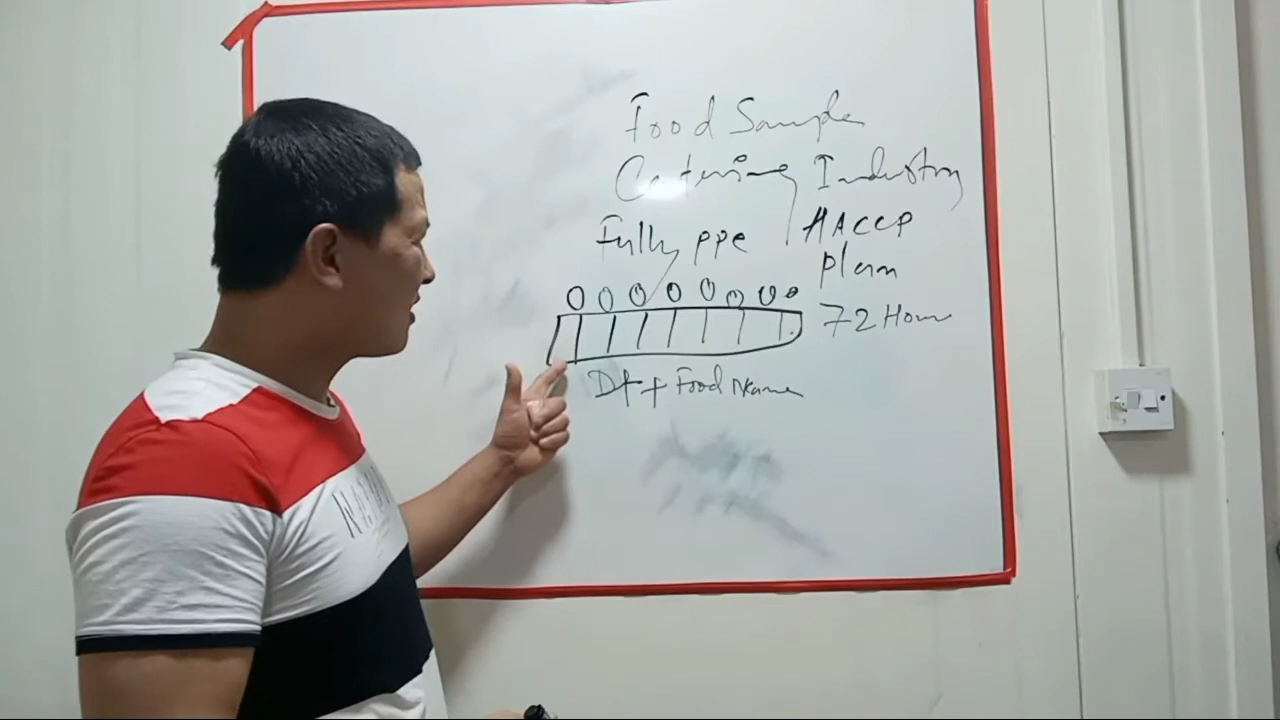 Food Sample
Catering Industry
Fully ppe
HACCP
plan
72 Hour
Dt + Food Name